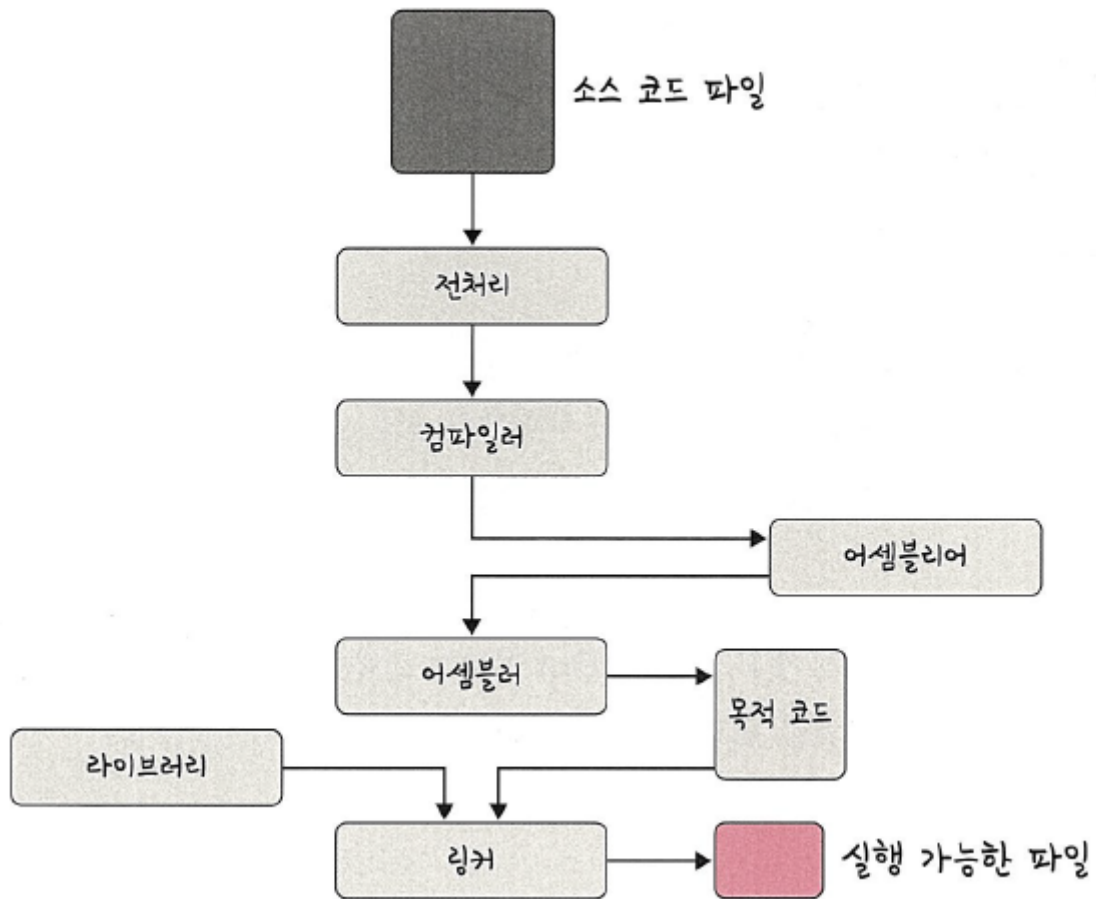 소스 코드 파일
전처리
컴파일러
어셈블리어
어셈블러
목적 코드
라이브러리
링커
실행 가능한 파일